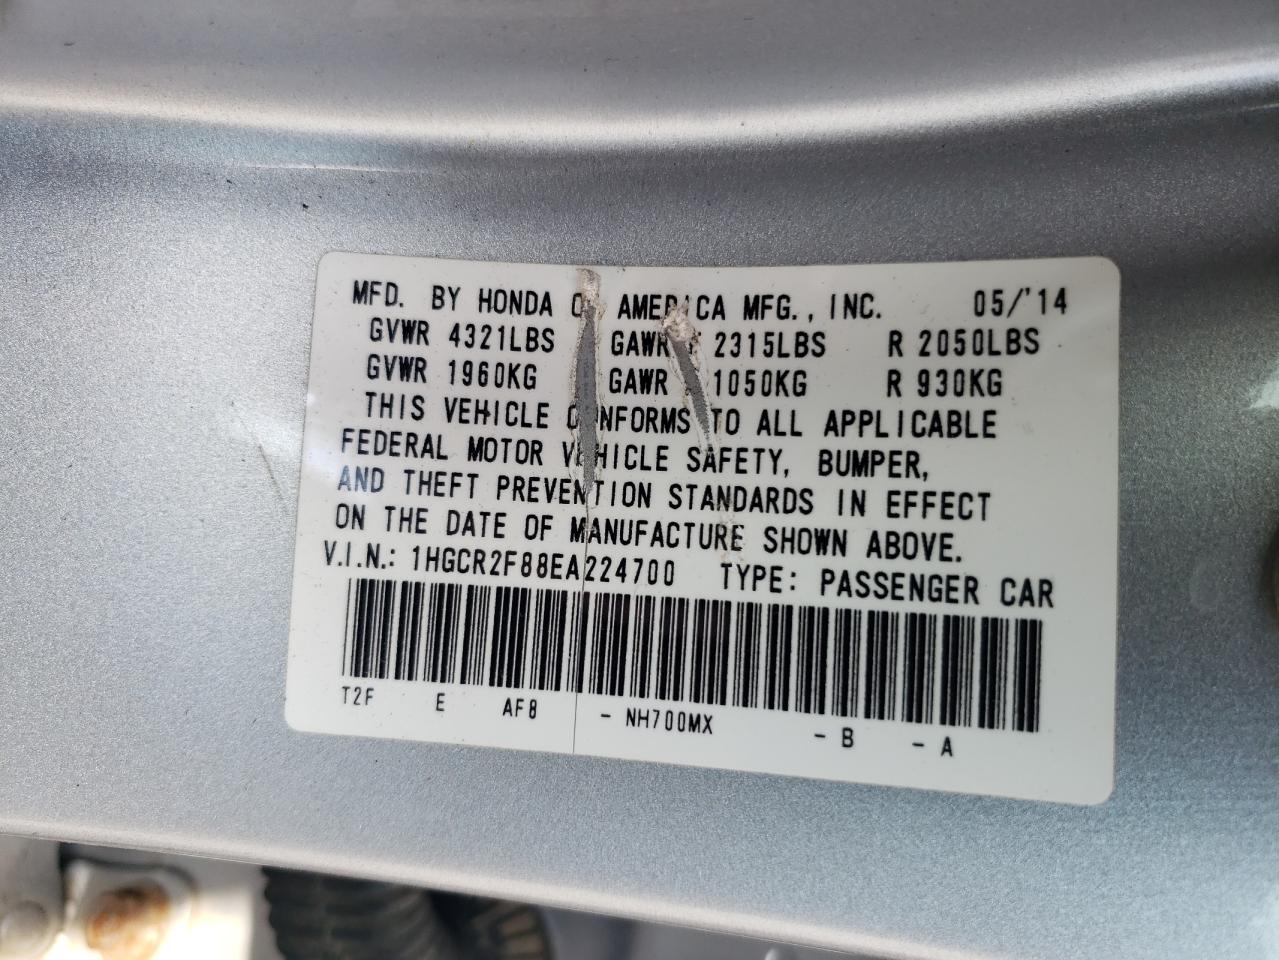 MFD. BY HONDA OF AMERICA MFG., INC. 05/'14
GVWR 4321LBS GAWR F 2315LBS R 2050LBS
GVWR 1960KG GAWR 1050KG R 930KG
THIS VEHICLE CONFORMS TO ALL APPLICABLE
FEDERAL MOTOR VEHICLE SAFETY, BUMPER,
AND THEFT PREVENTION STANDARDS IN EFFECT
ON THE DATE OF MANUFACTURE SHOWN ABOVE.
V.I.N.: 1HGCR2F88EA224700 TYPE: PASSENGER CAR
T2F E AF8 - NH700MX - B - A